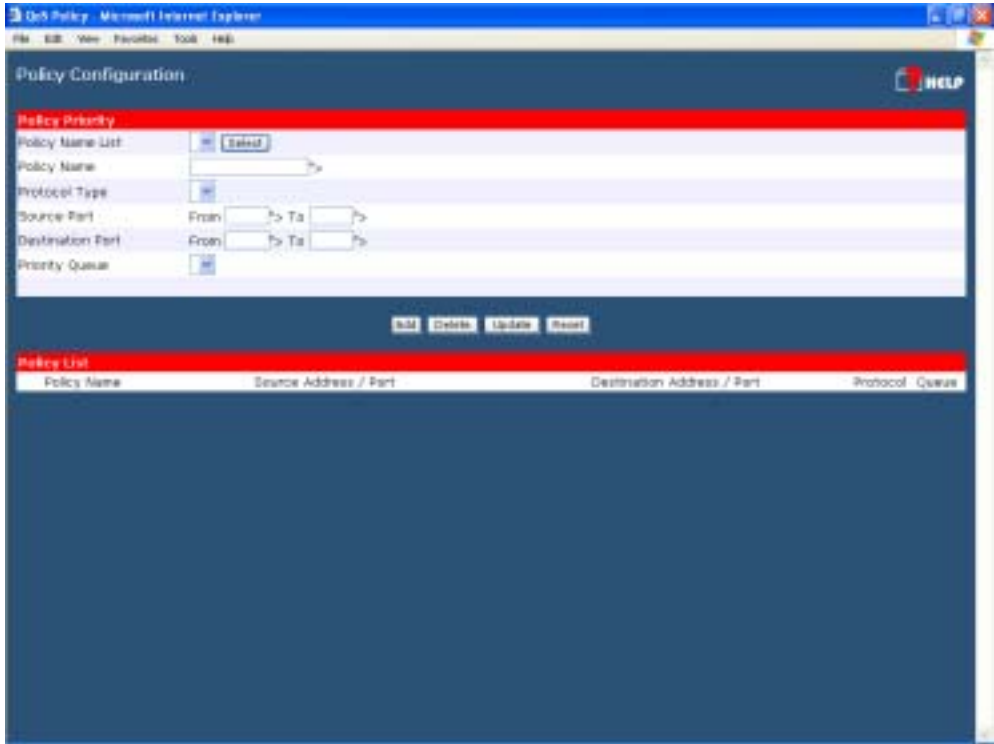 QoS Policy - Microsoft Internet Explorer
File Edit View Favorites Tools Help
Policy Configuration
HELP
Policy Priority
Policy Name List Select
Policy Name ">
Protocol Type
Source Port From "> To ">
Destination Port From "> To ">
Priority Queue
Add Delete Update Reset
Policy List
Policy Name Source Address / Port Destination Address / Port Protocol Queue